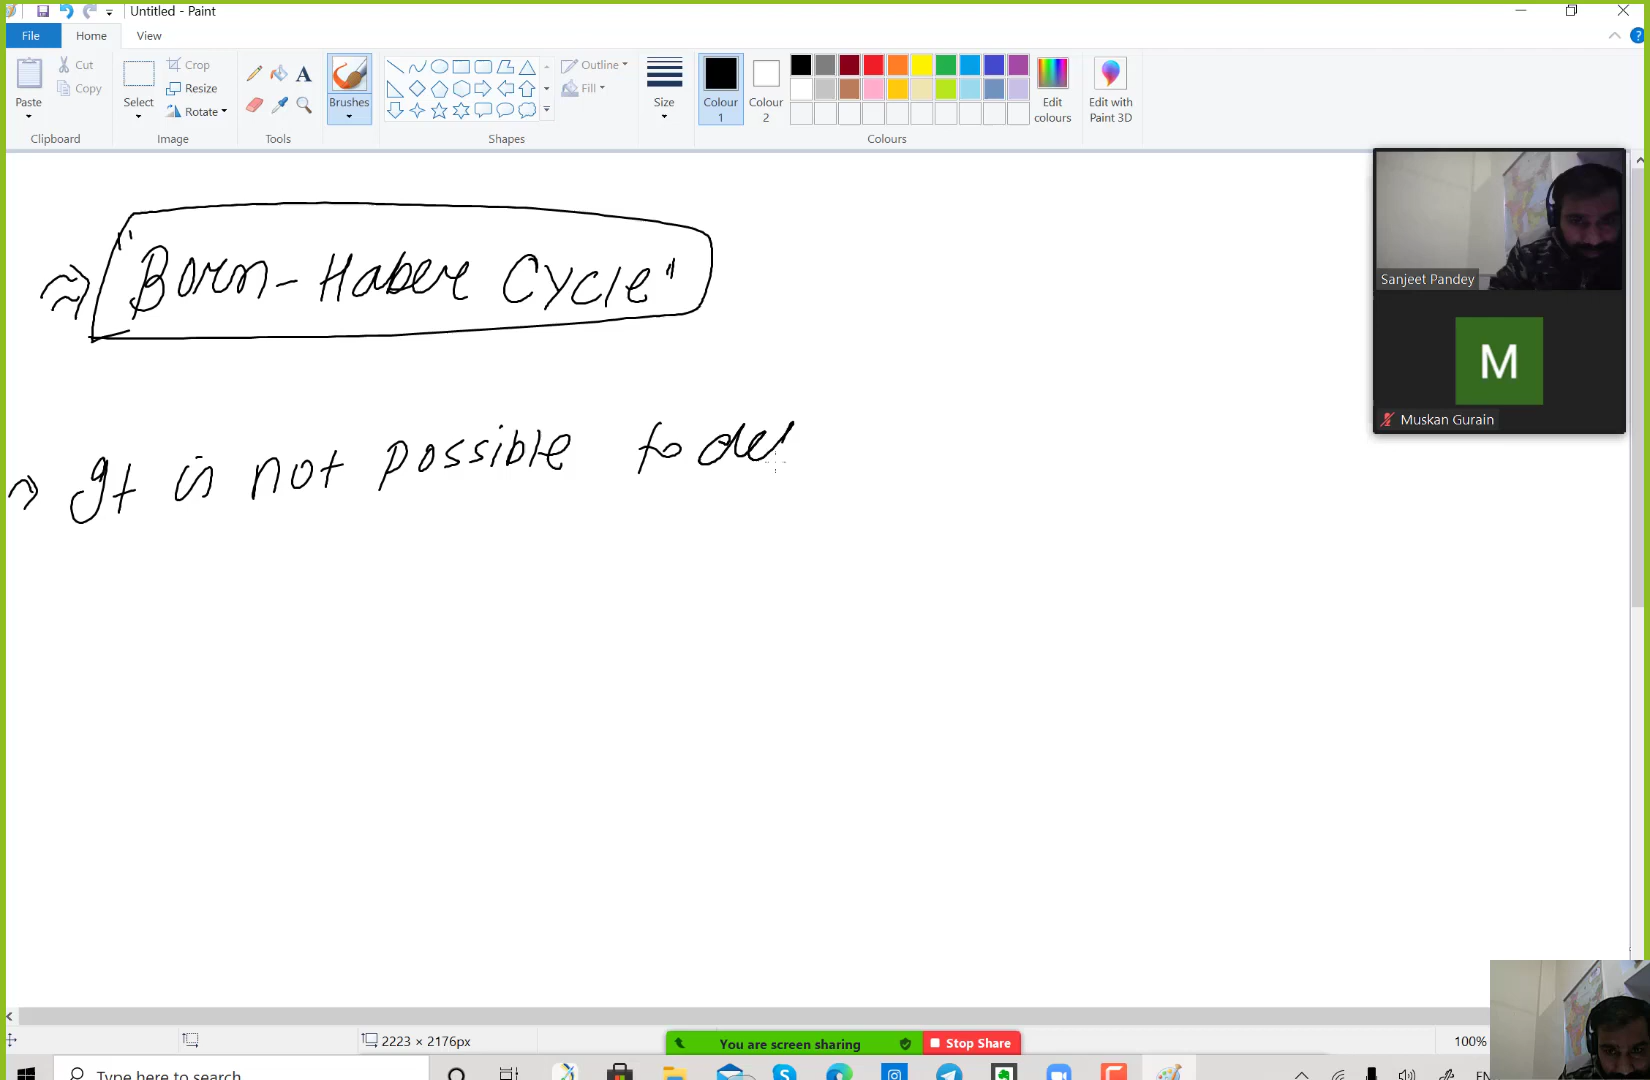 Untitled - Paint
File Home View
Paste Cut Copy Clipboard
Select Crop Resize Rotate Image
Tools
Brushes
Shapes
Outline Fill
Size
Colour 1 Colour 2
Edit colours
Edit with Paint 3D
Colours
"Born-Haber Cycle"
It is not possible to det
Sanjeet Pandey
M
Muskan Gurain
2223 × 2176px
You are screen sharing
Stop Share
100%
Type here to search